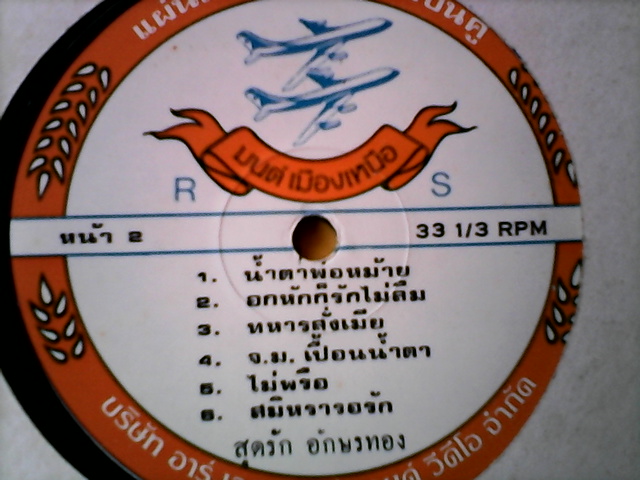 มนต์เมืองเหนือ
R S
หน้า 2 33 1/3 RPM
1. น้ำตาพ่อหม้าย
2. อกหักก็รักไม่ลืม
3. ทหารสั่งเมีย
4. จ.ม. เปื้อนน้ำตา
5. ไม่พรือ
6. สมิหรารอรัก
สุดรัก อักษรทอง
บริษัท อาร์ วีดีโอ จำกัด